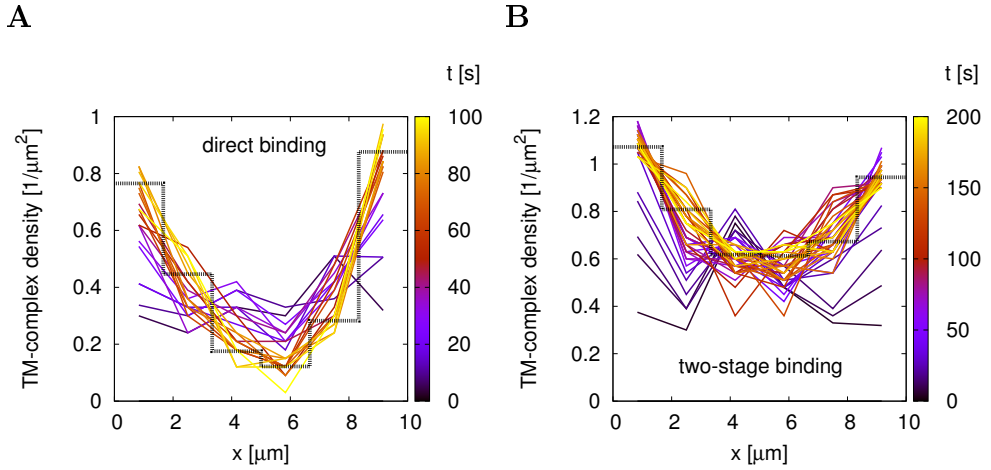 A
B
t [s]
t [s]
TM-complex density [1/μm²]
1
0.8
0.6
0.4
0.2
0
direct binding
0 2 4 6 8 10
x [μm]
100
80
60
40
20
0
TM-complex density [1/μm²]
1.2
1
0.8
0.6
0.4
0.2
0
two-stage binding
0 2 4 6 8 10
x [μm]
200
150
100
50
0